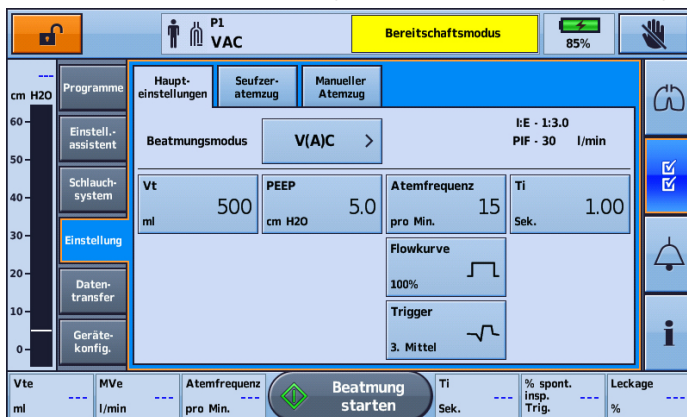 P1
VAC
Bereitschaftsmodus
85%
---
cm H2O
60
50
40
30
20
10
0
Programme
Einstell.-
assistent
Schlauch-
system
Einstellung
Daten-
transfer
Geräte-
konfig.
Haupt-
einstellungen
Seufzer-
atemzug
Manueller
Atemzug
Beatmungsmodus
V(A)C >
I:E - 1:3.0
PIF - 30 l/min
Vt
500
ml
PEEP
5.0
cm H2O
Atemfrequenz
15
pro Min.
Ti
1.00
Sek.
Flowkurve
100%
Trigger
3. Mittel
Vte
---
ml
MVe
---
l/min
Atemfrequenz
---
pro Min.
Beatmung
starten
Ti
---
Sek.
% spont.
insp.
Trig.
---
Leckage
---
%